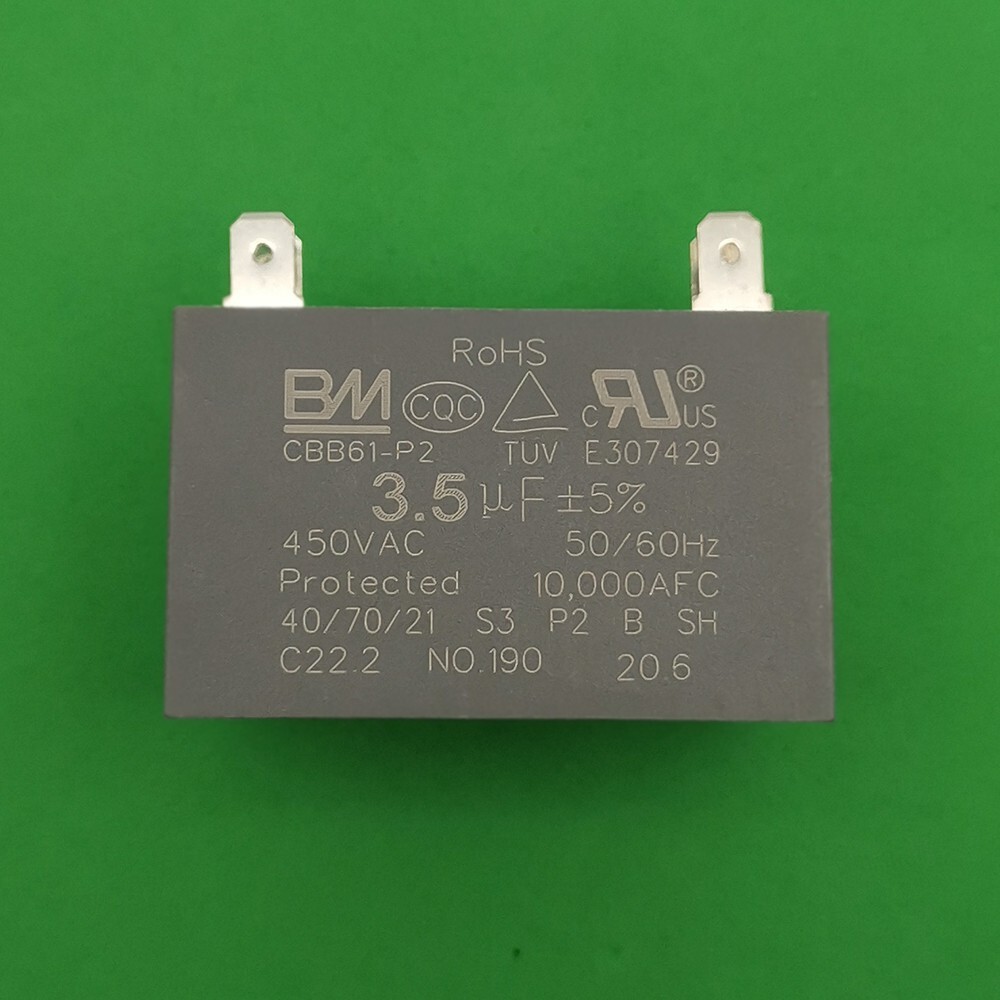 RoHS
BM CQC c RU ® US
CBB61-P2 TUV E307429
3.5µF±5%
450VAC 50/60Hz
Protected 10,000AFC
40/70/21 S3 P2 B SH
C22.2 NO.190 20.6